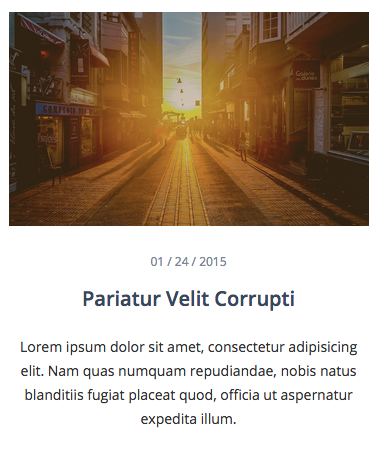 01 / 24 / 2015
Pariatur Velit Corrupti
Lorem ipsum dolor sit amet, consectetur adipisicing
elit. Nam quas numquam repudiandae, nobis natus
blanditiis fugiat placeat quod, officia ut aspernatur
expedita illum.